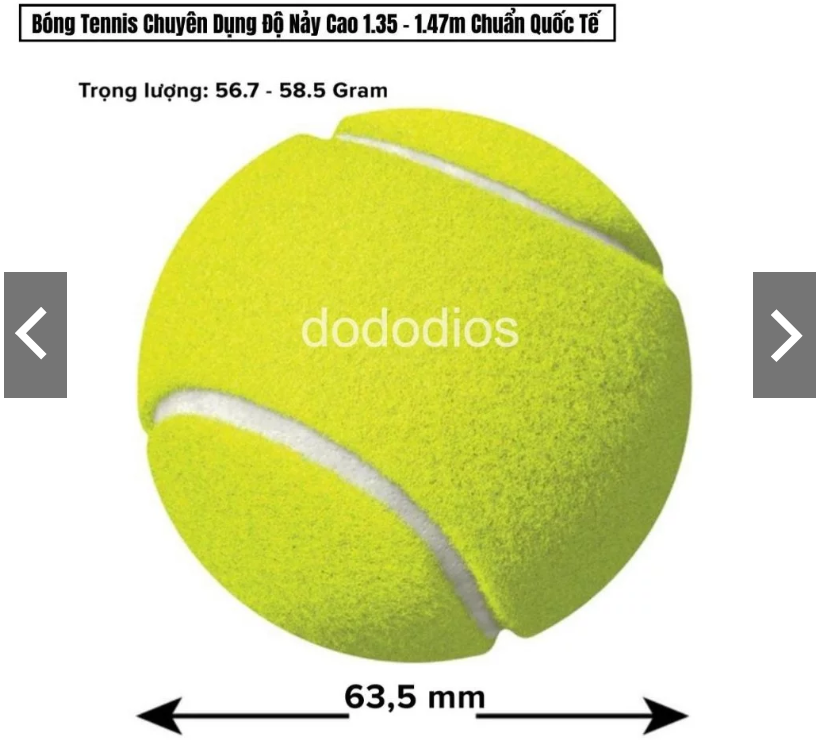 Bóng Tennis Chuyên Dụng Độ Nảy Cao 1.35 - 1.47m Chuẩn Quốc Tế
Trọng lượng: 56.7 - 58.5 Gram
dododios
63,5 mm